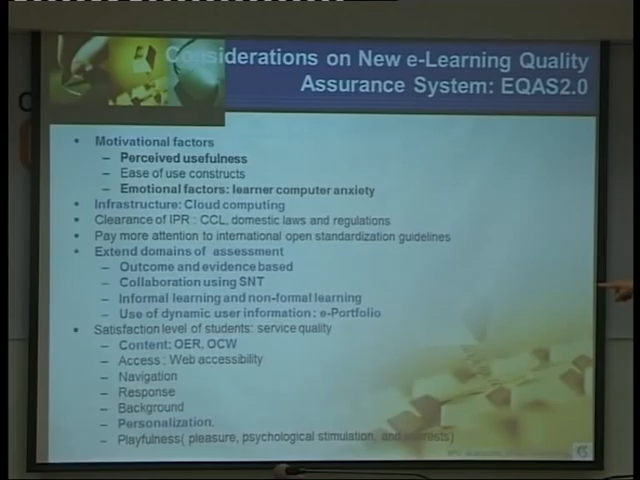 Considerations on New e-Learning Quality
Assurance System: EQAS2.0
• Motivational factors
– Perceived usefulness
– Ease of use constructs
– Emotional factors: learner computer anxiety
• Infrastructure: Cloud computing
• Clearance of IPR : CCL, domestic laws and regulations
• Pay more attention to international open standardization guidelines
• Extend domains of assessment
– Outcome and evidence based
– Collaboration using SNT
– Informal learning and non-formal learning
– Use of dynamic user information : e-Portfolio
• Satisfaction level of students: service quality
– Content: OER, OCW
– Access : Web accessibility
– Navigation
– Response
– Background
– Personalization,
– Playfulness( pleasure, psychological stimulation, and interests)